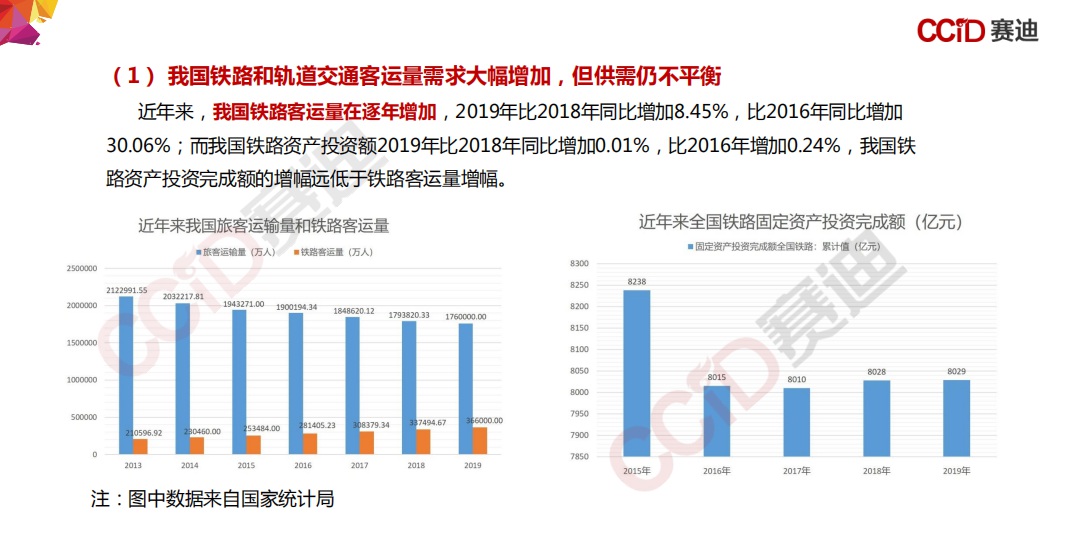 CCiD 赛迪
（1）我国铁路和轨道交通客运量需求大幅增加，但供需仍不平衡
近年来，我国铁路客运量在逐年增加，2019年比2018年同比增加8.45%，比2016年同比增加
30.06%；而我国铁路资产投资额2019年比2018年同比增加0.01%，比2016年增加0.24%，我国铁
路资产投资完成额的增幅远低于铁路客运量增幅。
近年来我国旅客运输量和铁路客运量
旅客运输量（万人） 铁路客运量（万人）
2500000
2000000
1500000
1000000
500000
0
2122991.55 2032217.81 1943271.00 1900194.34 1848620.12 1793820.33 1760000.00
210596.92 230460.00 253484.00 281405.23 308379.34 337494.67 366000.00
2013 2014 2015 2016 2017 2018 2019
近年来全国铁路固定资产投资完成额（亿元）
固定资产投资完成额全国铁路：累计值（亿元）
8300
8250
8200
8150
8100
8050
8000
7950
7900
7850
8238 8015 8010 8028 8029
2015年 2016年 2017年 2018年 2019年
CCiD赛迪
CCiD赛迪
注：图中数据来自国家统计局